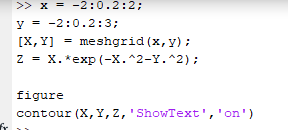 >> x = -2:0.2:2;
y = -2:0.2:3;
[X,Y] = meshgrid(x,y);
Z = X.*exp(-X.^2-Y.^2);
figure
contour(X,Y,Z,'ShowText','on')